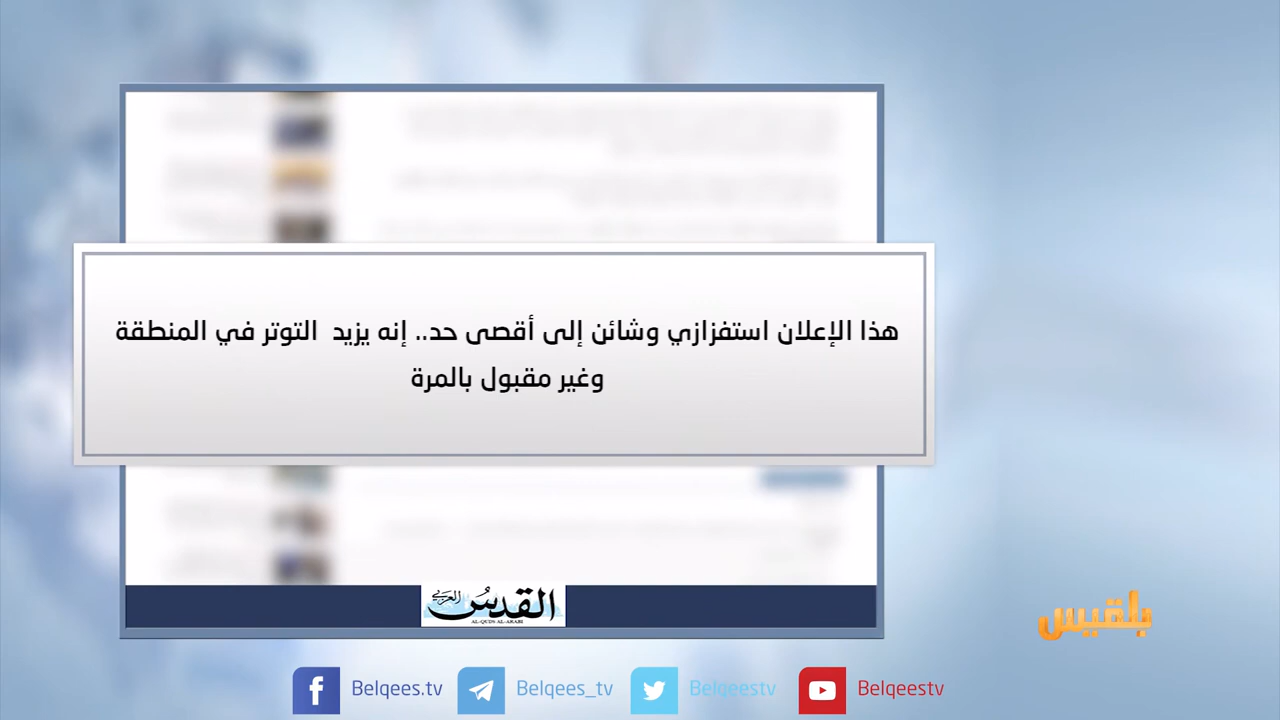 هذا الإعلان استفزازي وشائن إلى أقصى حد.. إنه يزيد التوتر في المنطقة
وغير مقبول بالمرة
القدس العربي
AL-QUDS AL-ARABI
بلقيس
Belqees.tv
Belqees_tv
Belqeestv
Belqeestv